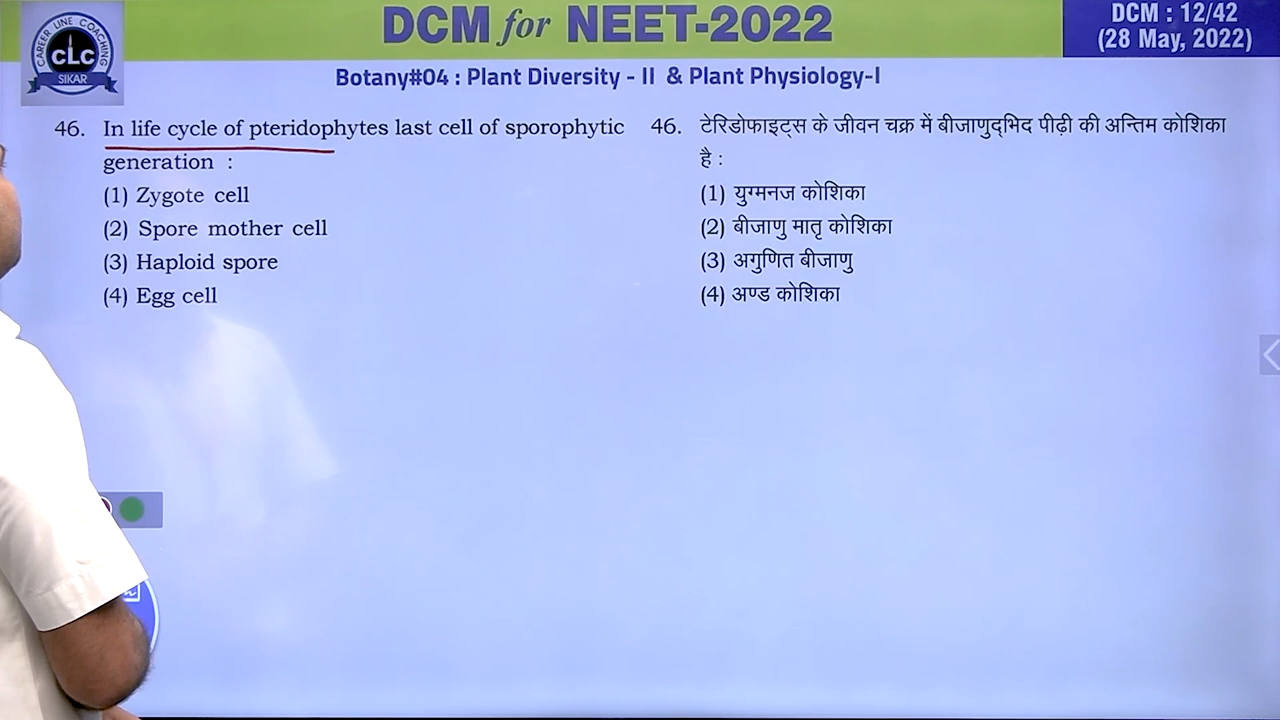 DCM for NEET-2022
DCM : 12/42
(28 May, 2022)
CAREER LINE COACHING
CLC
SIKAR
Botany#04 : Plant Diversity - II & Plant Physiology-I
46. In life cycle of pteridophytes last cell of sporophytic
generation :
(1) Zygote cell
(2) Spore mother cell
(3) Haploid spore
(4) Egg cell
46. टेरिडोफाइट्स के जीवन चक्र में बीजाणुद्भिद पीढ़ी की अन्तिम कोशिका
है :
(1) युग्मनज कोशिका
(2) बीजाणु मातृ कोशिका
(3) अगुणित बीजाणु
(4) अण्ड कोशिका